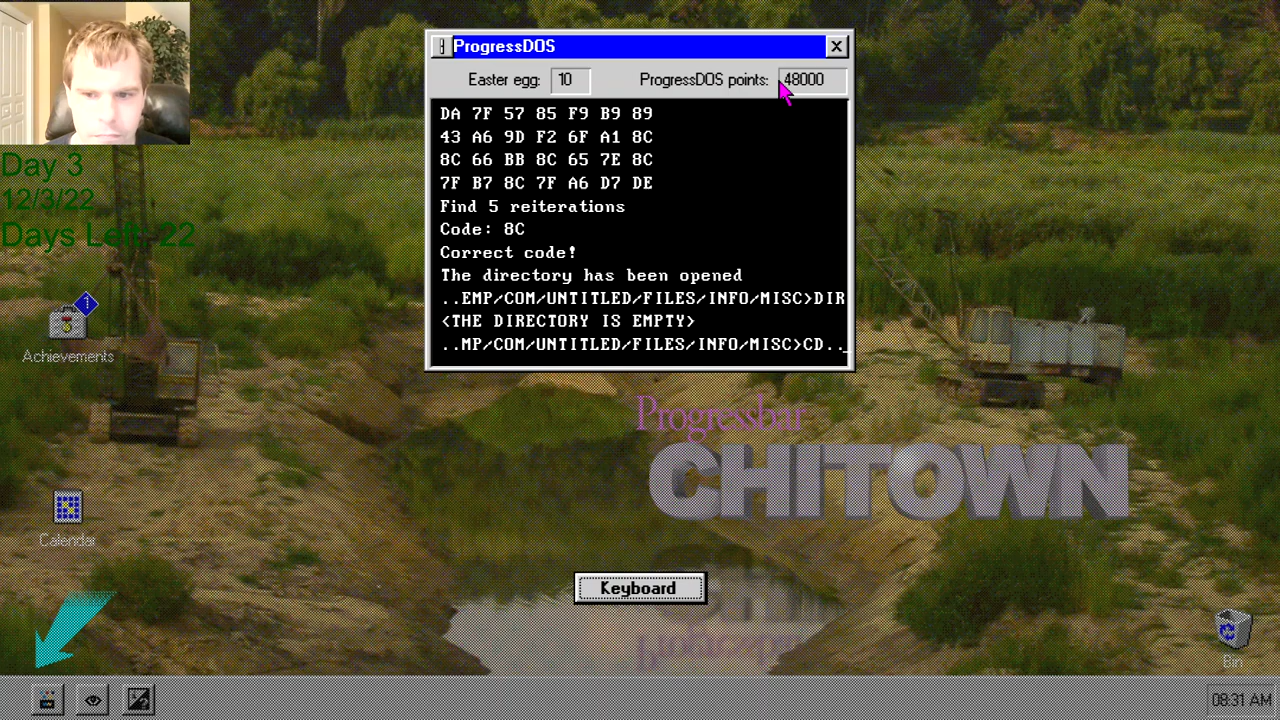 ProgressDOS
Easter egg: 10 ProgressDOS points: 48000
DA 7F 57 85 F9 B9 89
43 A6 9D F2 6F A1 8C
8C 66 BB 8C 65 7E 8C
7F B7 8C 7F A6 D7 DE
Find 5 reiterations
Code: 8C
Correct code!
The directory has been opened
..EMP/COM/UNTITLED/FILES/INFO/MISC>DIR
<THE DIRECTORY IS EMPTY>
..MP/COM/UNTITLED/FILES/INFO/MISC>CD.._
Day 3
12/3/22
Days Left: 22
1
Achievements
Progressbar
CHITOWN
Calendar
Keyboard
Bin
08:31 AM